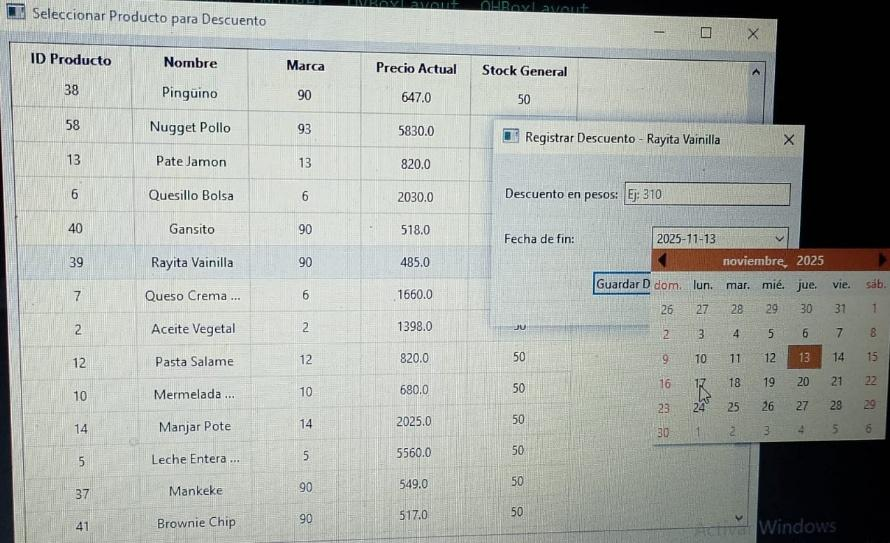 QVBoxLayout, QHBoxLayout
Seleccionar Producto para Descuento
ID Producto Nombre Marca Precio Actual Stock General
38 Pingüino 90 647.0 50
58 Nugget Pollo 93 5830.0
13 Pate Jamon 13 820.0
6 Quesillo Bolsa 6 2030.0
40 Gansito 90 518.0
39 Rayita Vainilla 90 485.0
7 Queso Crema ... 6 1660.0
2 Aceite Vegetal 2 1398.0 50
12 Pasta Salame 12 820.0 50
10 Mermelada ... 10 680.0 50
14 Manjar Pote 14 2025.0 50
5 Leche Entera ... 5 5560.0 50
37 Mankeke 90 549.0 50
41 Brownie Chip 90 517.0 50
Registrar Descuento - Rayita Vainilla
Descuento en pesos: Ej: 310
Fecha de fin: 2025-11-13
Guardar D
noviembre, 2025
dom. lun. mar. mié. jue. vie. sáb.
26 27 28 29 30 31 1
2 3 4 5 6 7 8
9 10 11 12 13 14 15
16 17 18 19 20 21 22
23 24 25 26 27 28 29
30 1 2 3 4 5 6
Activar Windows